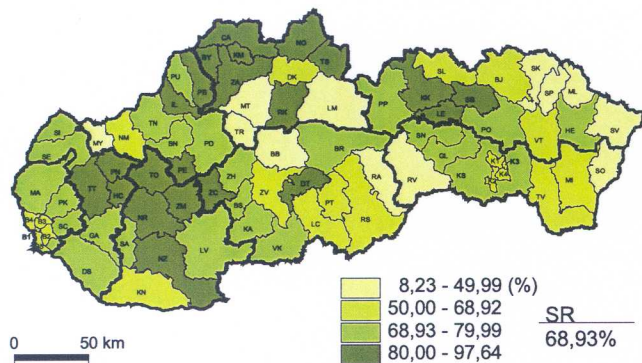 CA
NO
BY
KM
TS
PU
ZA
DK
SL
BJ
SK
ML
IL
PB
MT
RK
LM
PP
KK
SB
SP
SI
MY
NM
TN
BN
PD
TR
LE
PO
VT
HE
SV
SE
BB
BR
SN
GL
KS
MA
PK
TT
PN
HC
TO
PE
ZM
ZC
ZH
ZV
DT
RA
RV
K4
MI
SO
SC
GA
SA
NR
LV
BS
KA
VK
LC
PT
RS
TV
B1
B2
DS
NZ
KN
8,23 - 49,99 (%)
50,00 - 68,92
68,93 - 79,99
80,00 - 97,64
SR
68,93%
0 50 km